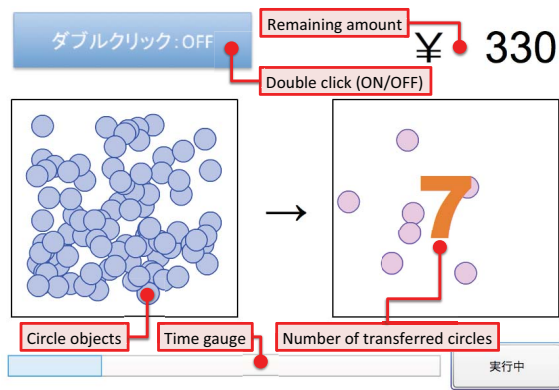 ダブルクリック:OFF
Remaining amount
¥ 330
Double click (ON/OFF)
→
7
Circle objects
Time gauge
Number of transferred circles
実行中